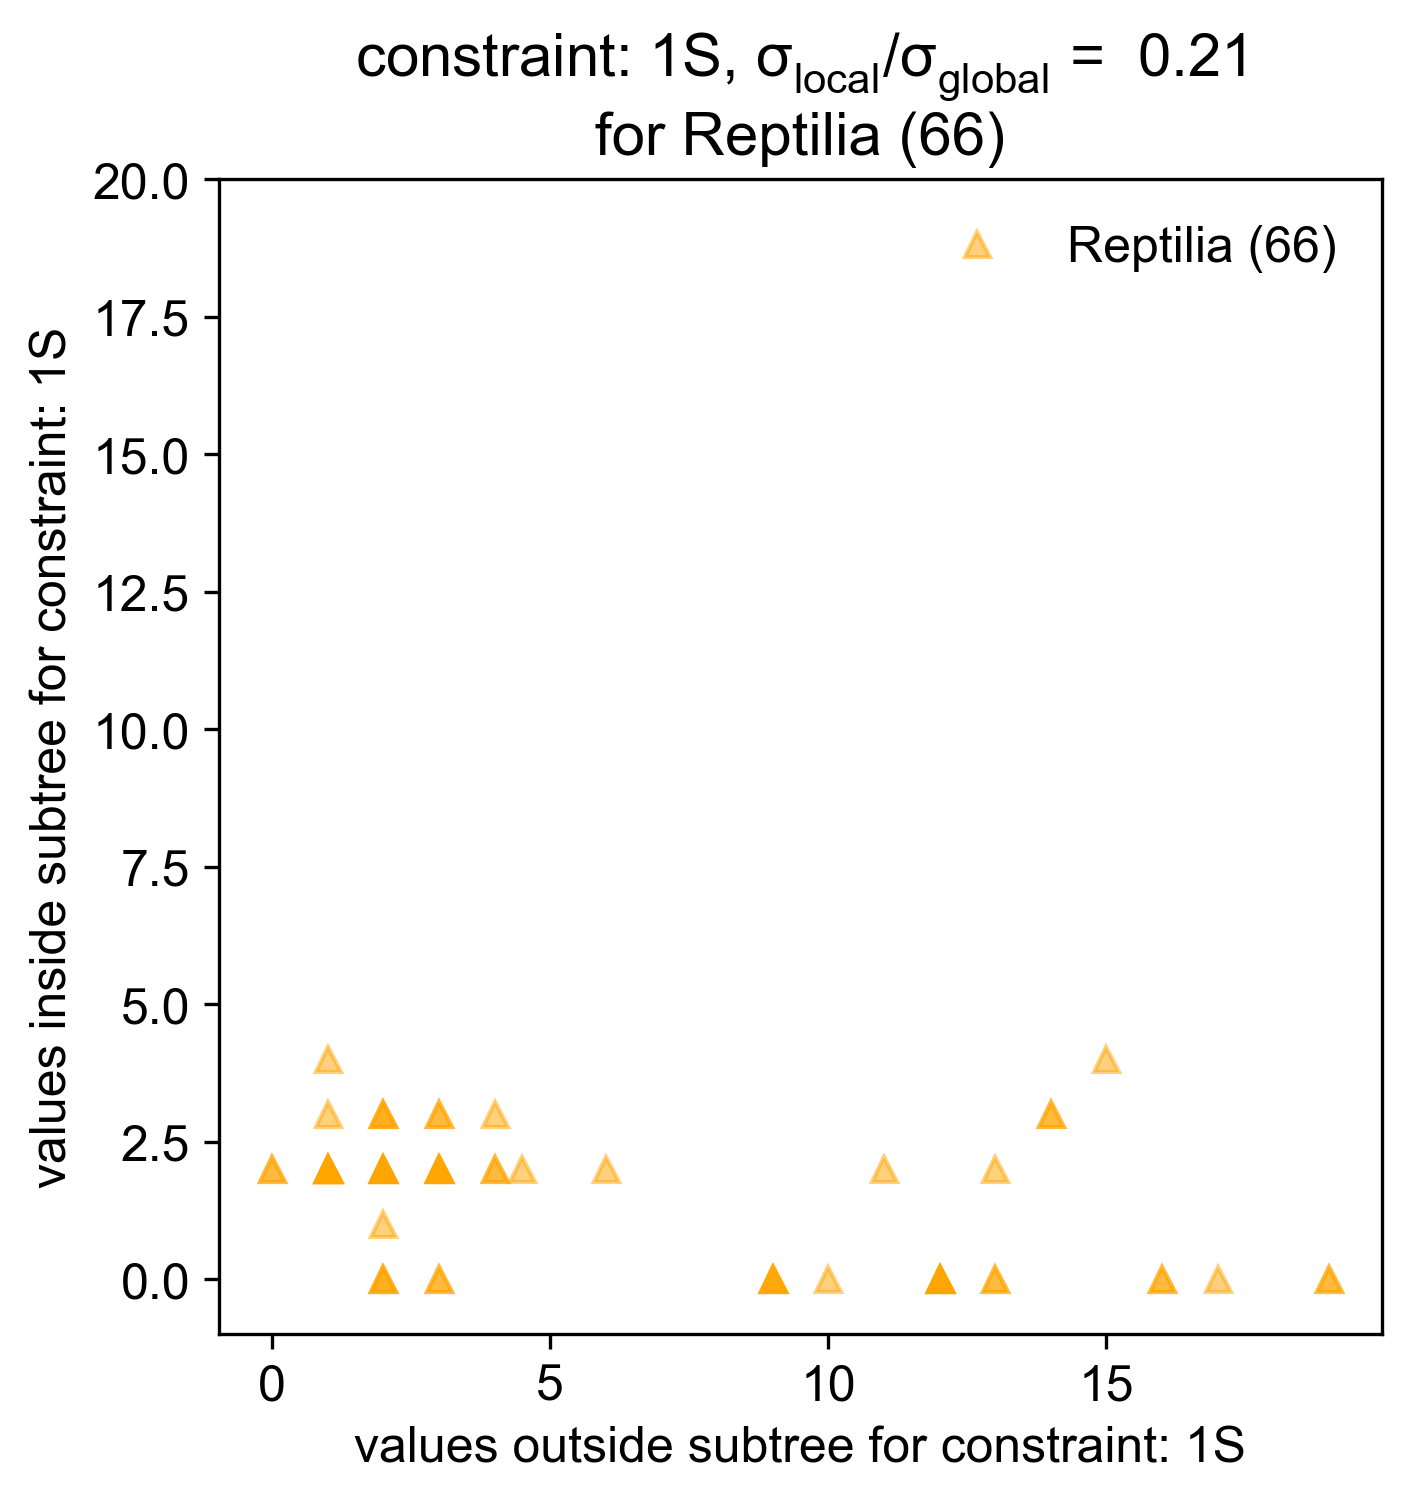 constraint: 1S, σlocal/σglobal = 0.21
for Reptilia (66)
20.0
17.5
15.0
12.5
10.0
7.5
5.0
2.5
0.0
values inside subtree for constraint: 1S
Reptilia (66)
0 5 10 15
values outside subtree for constraint: 1S